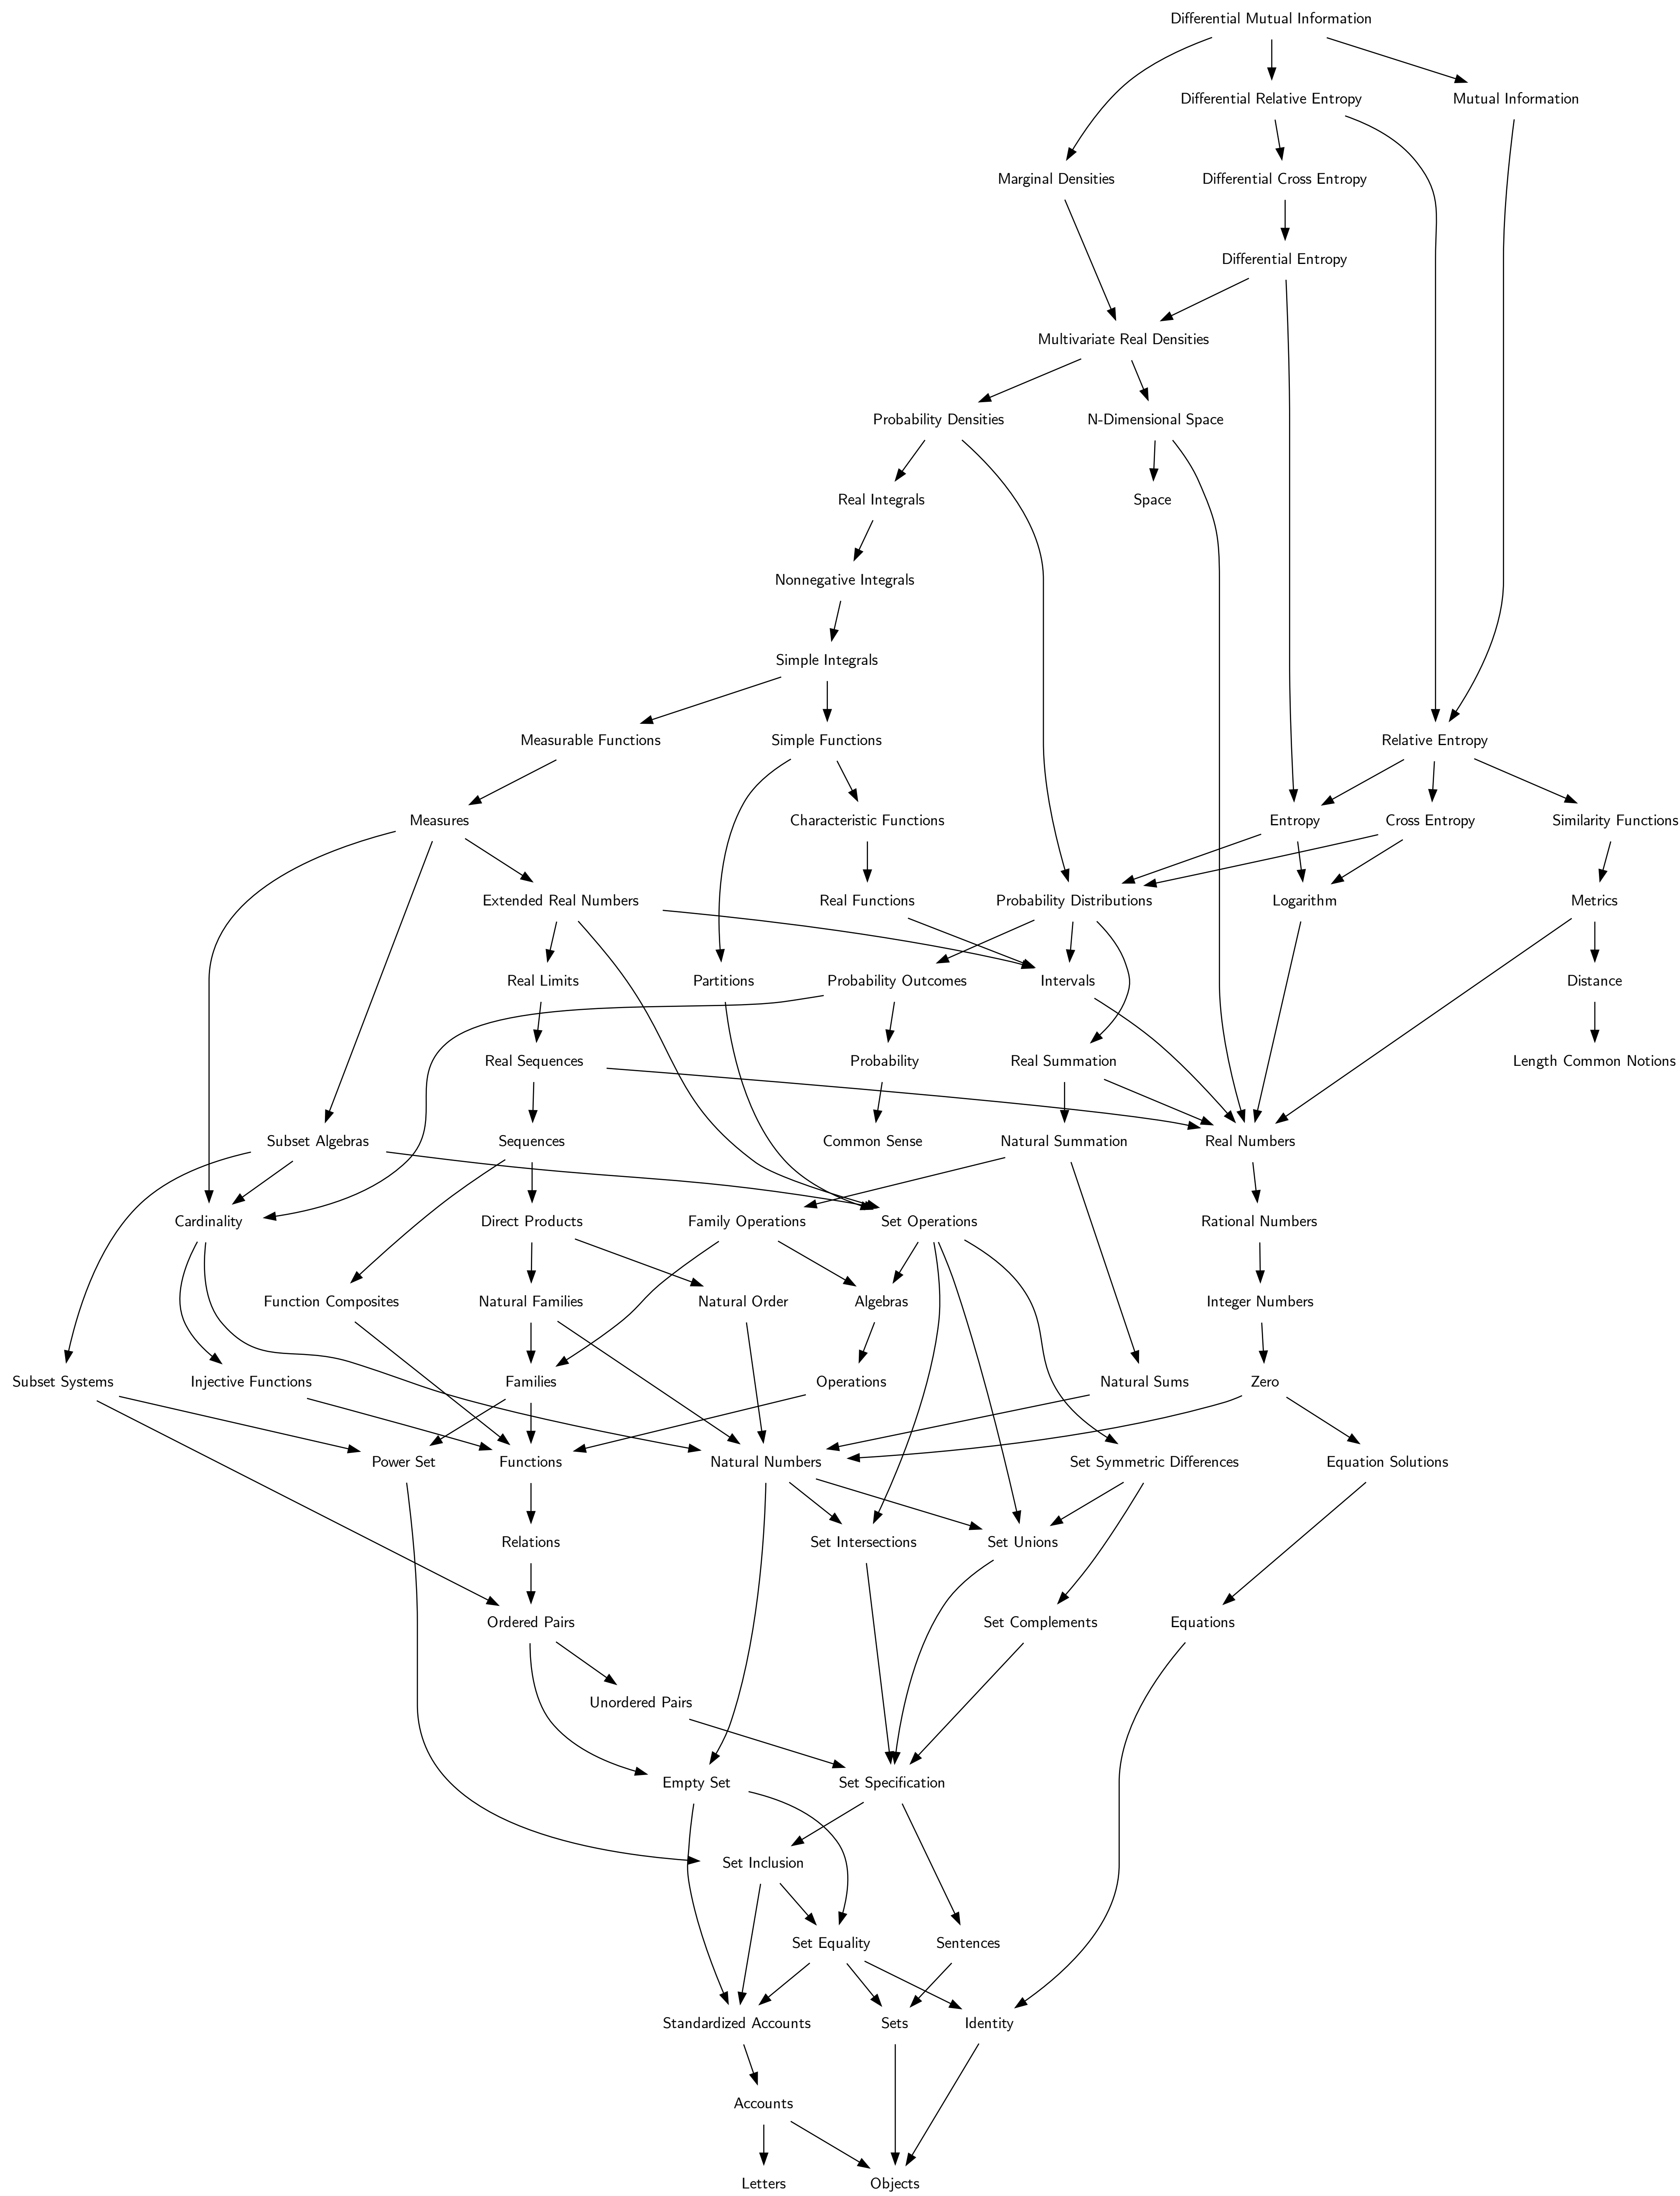 Differential Mutual Information
Differential Relative Entropy
Mutual Information
Marginal Densities
Differential Cross Entropy
Differential Entropy
Multivariate Real Densities
Probability Densities
N-Dimensional Space
Real Integrals
Space
Nonnegative Integrals
Simple Integrals
Measurable Functions
Simple Functions
Relative Entropy
Measures
Characteristic Functions
Entropy
Cross Entropy
Similarity Functions
Extended Real Numbers
Real Functions
Probability Distributions
Logarithm
Metrics
Real Limits
Partitions
Probability Outcomes
Intervals
Distance
Real Sequences
Probability
Real Summation
Length Common Notions
Subset Algebras
Sequences
Common Sense
Natural Summation
Real Numbers
Cardinality
Direct Products
Family Operations
Set Operations
Rational Numbers
Function Composites
Natural Families
Natural Order
Algebras
Integer Numbers
Subset Systems
Injective Functions
Families
Operations
Natural Sums
Zero
Power Set
Functions
Natural Numbers
Set Symmetric Differences
Equation Solutions
Relations
Set Intersections
Set Unions
Ordered Pairs
Set Complements
Equations
Unordered Pairs
Empty Set
Set Specification
Set Inclusion
Set Equality
Sentences
Standardized Accounts
Sets
Identity
Accounts
Letters
Objects